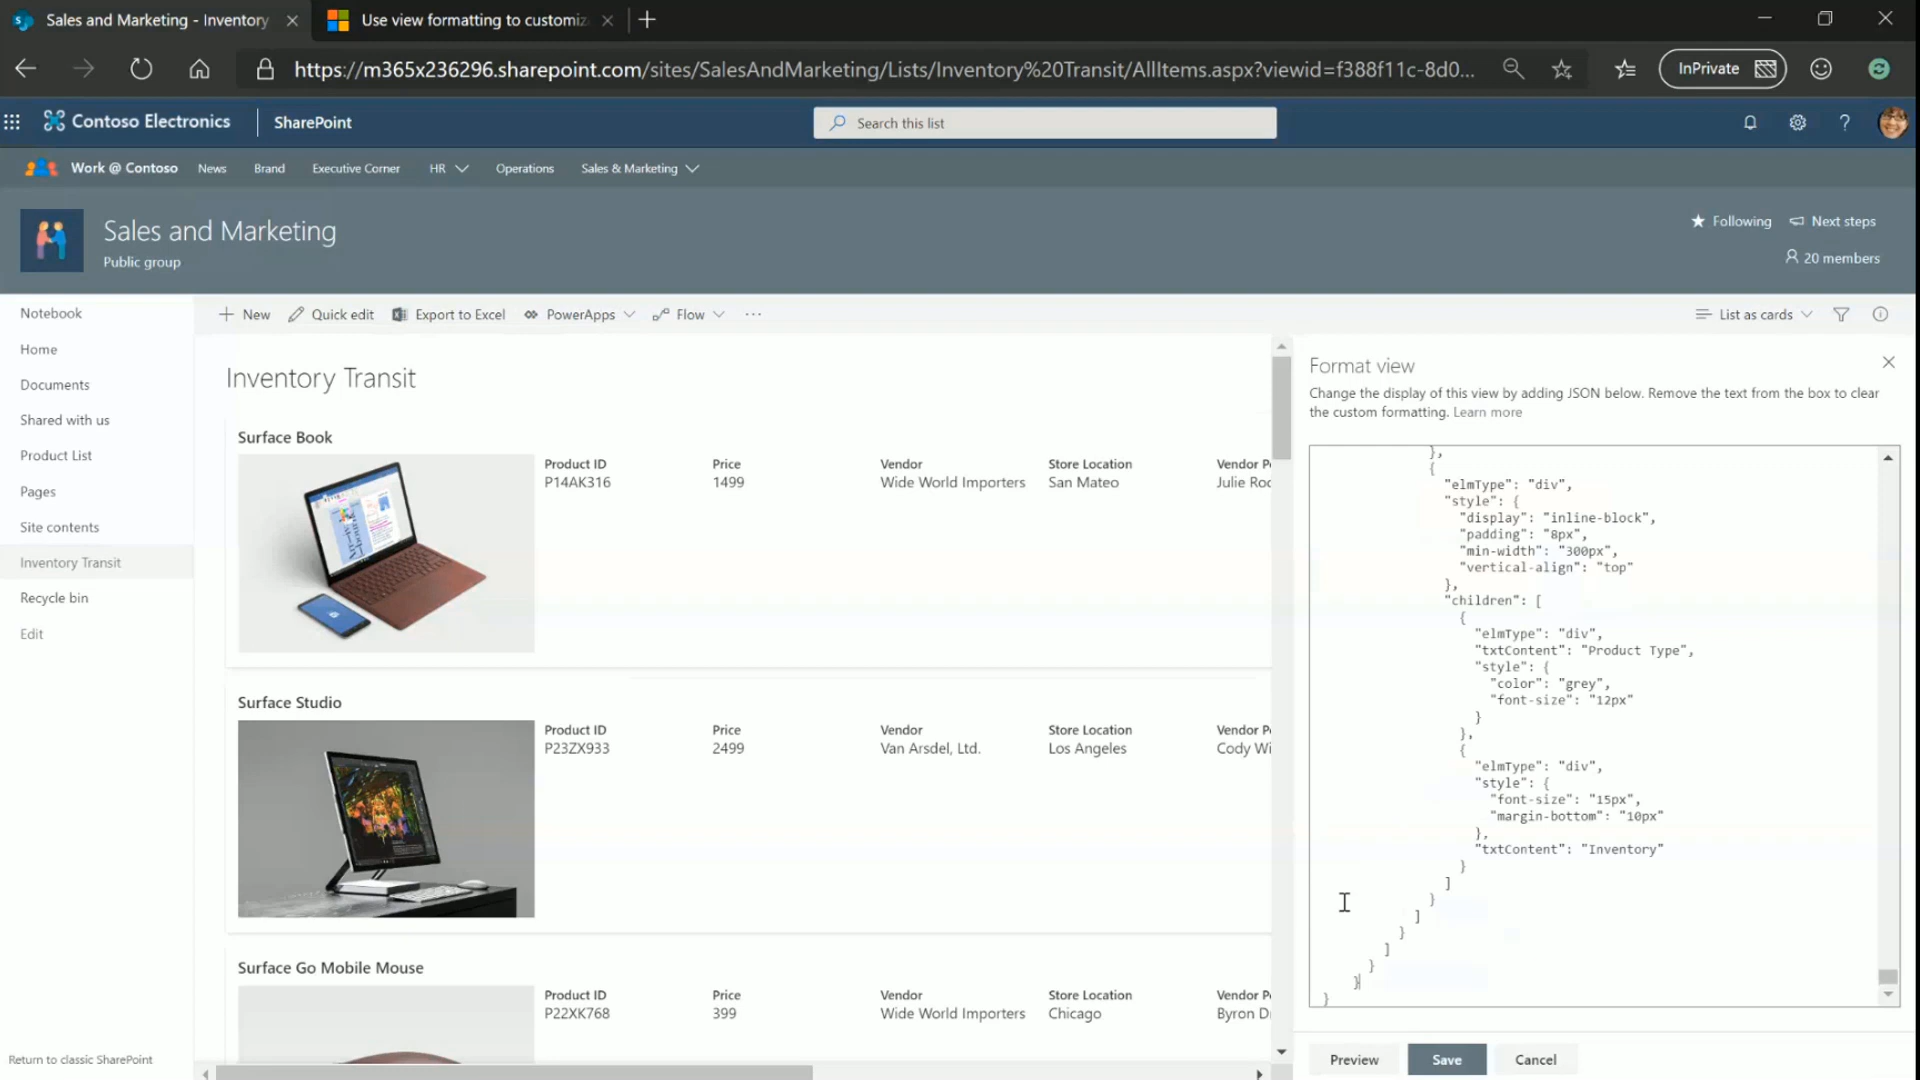 Sales and Marketing - Inventory
Use view formatting to customiz
https://m365x236296.sharepoint.com/sites/SalesAndMarketing/Lists/Inventory%20Transit/AllItems.aspx?viewid=f388f11c-8d0...
InPrivate
Contoso Electronics
SharePoint
Search this list
Work @ Contoso
News
Brand
Executive Corner
HR
Operations
Sales & Marketing
Sales and Marketing
Public group
Following
Next steps
20 members
Notebook
Home
Documents
Shared with us
Product List
Pages
Site contents
Inventory Transit
Recycle bin
Edit
Return to classic SharePoint
New
Quick edit
Export to Excel
PowerApps
Flow
...
List as cards
Inventory Transit
Surface Book
Product ID Price Vendor Store Location Vendor P
P14AK316 1499 Wide World Importers San Mateo Julie Roc
Surface Studio
Product ID Price Vendor Store Location Vendor P
P23ZX933 2499 Van Arsdel, Ltd. Los Angeles Cody Wi
Surface Go Mobile Mouse
Product ID Price Vendor Store Location Vendor P
P22XK768 399 Wide World Importers Chicago Byron D
Format view
Change the display of this view by adding JSON below. Remove the text from the box to clear
the custom formatting. Learn more
},
{
"elmType": "div",
"style": {
"display": "inline-block",
"padding": "8px",
"min-width": "300px",
"vertical-align": "top"
},
"children": [
{
"elmType": "div",
"txtContent": "Product Type",
"style": {
"color": "grey",
"font-size": "12px"
}
},
{
"elmType": "div",
"style": {
"font-size": "15px",
"margin-bottom": "10px"
},
"txtContent": "Inventory"
}
]
}
]
}
]
}
}
}
Preview
Save
Cancel